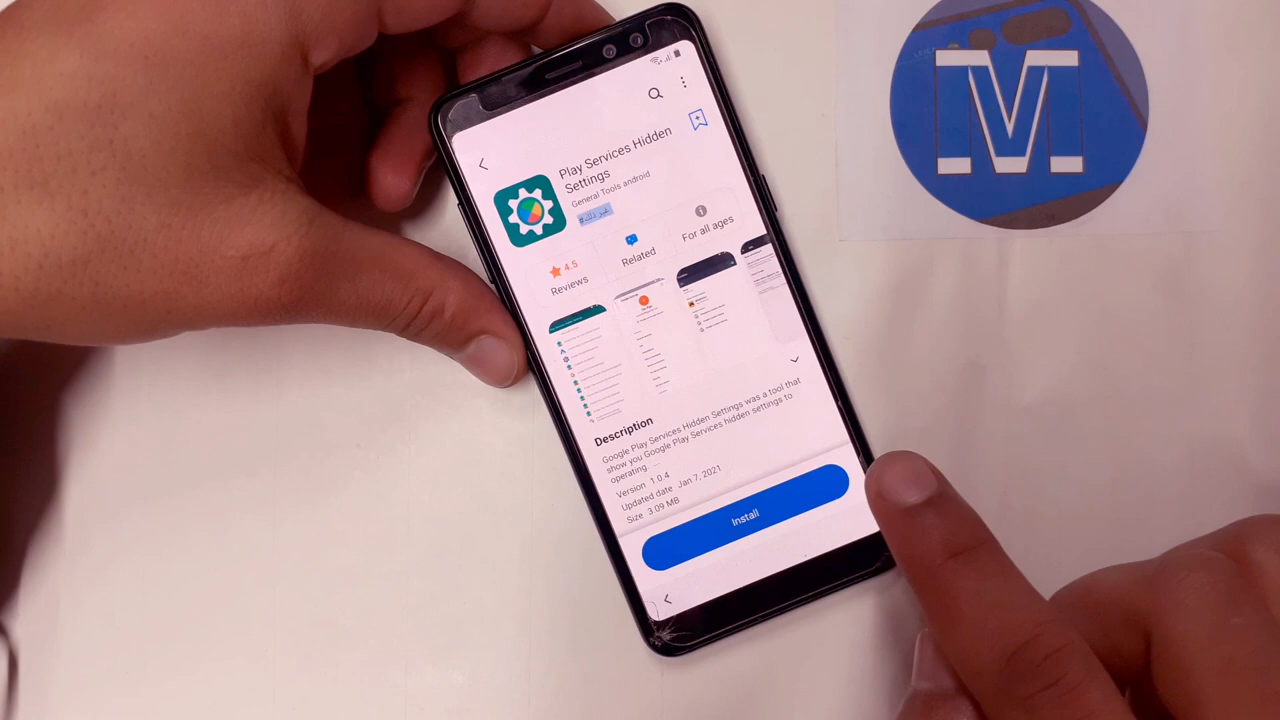 M
Play Services Hidden
Settings
General Tools android
#غير ذلك
4.5
Reviews
Related
For all ages
Description
Google Play Services Hidden Settings was a tool that
show you Google Play Services hidden settings to
operating. ...
Version 1.0.4
Updated date Jan 7, 2021
Size 3.09 MB
Install